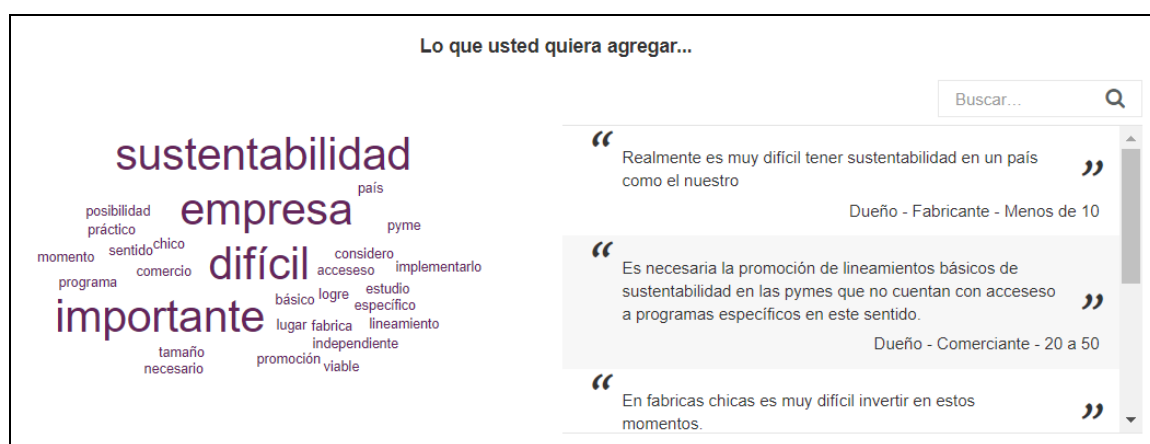 Lo que usted quiera agregar...
Buscar...
sustentabilidad
país
posibilidad empresa pyme
práctico
momento sentido chico difícil considero
programa comercio acceseso implementarlo
importante básico logre estudio
específico
lugar fabrica lineamiento
independiente
tamaño promoción viable
necesario
“
Realmente es muy difícil tener sustentabilidad en un país
como el nuestro ”
Dueño - Fabricante - Menos de 10
“
Es necesaria la promoción de lineamientos básicos de
sustentabilidad en las pymes que no cuentan con acceseso
a programas específicos en este sentido. ”
Dueño - Comerciante - 20 a 50
“
En fabricas chicas es muy difícil invertir en estos
momentos. ”